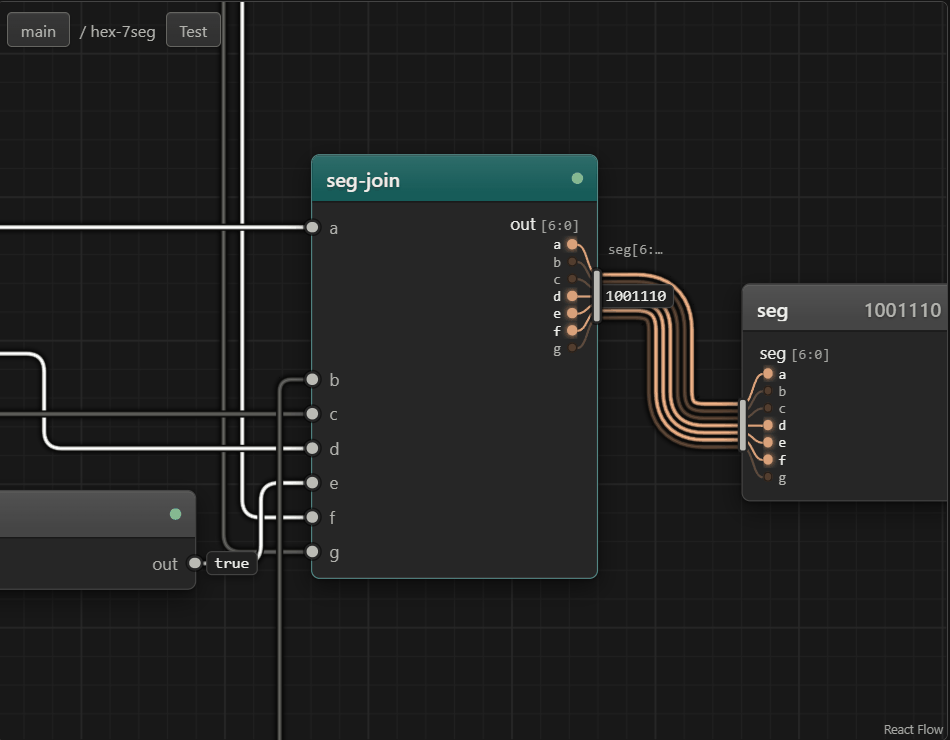 main / hex-7seg Test
seg-join
a
out [6:0]
a
b
c
d
e
f
g
seg[6:…
1001110
b
c
d
e
f
g
out
true
seg 1001110
seg [6:0]
a
b
c
d
e
f
g
React Flow